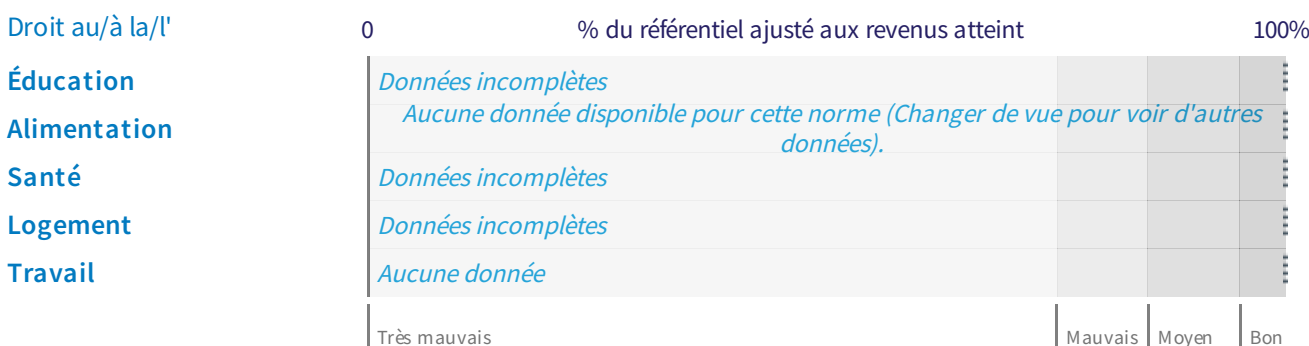 Droit au/à la/l'
0 % du référentiel ajusté aux revenus atteint 100%
Éducation Données incomplètes
Alimentation Aucune donnée disponible pour cette norme (Changer de vue pour voir d'autres
données).
Santé Données incomplètes
Logement Données incomplètes
Travail Aucune donnée
Très mauvais Mauvais Moyen Bon